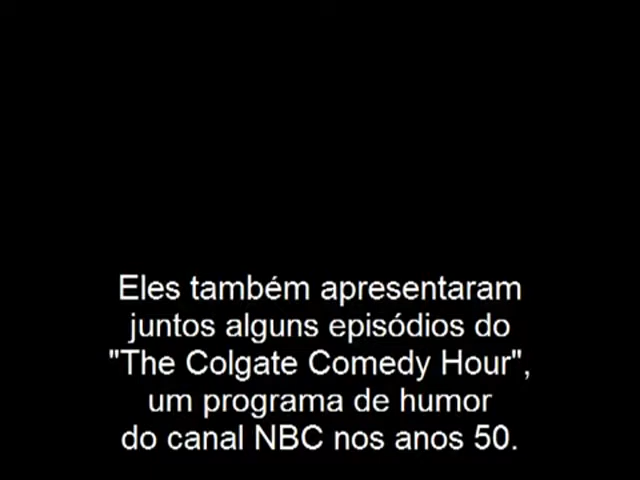 Eles também apresentaram
juntos alguns episódios do
"The Colgate Comedy Hour",
um programa de humor
do canal NBC nos anos 50.